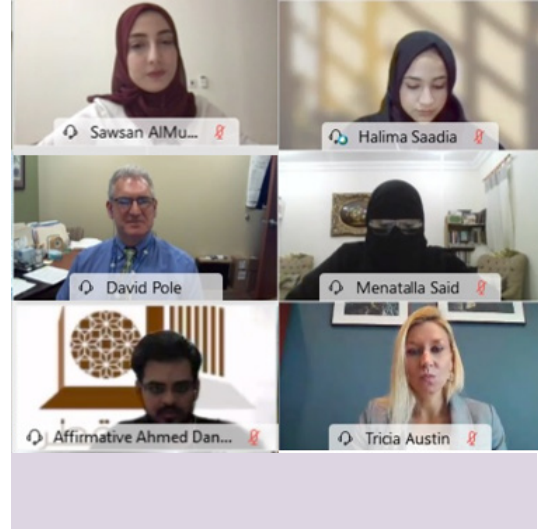 Sawsan AlMu...
Halima Saadia
David Pole
Menatalla Said
Affirmative Ahmed Dan...
Tricia Austin